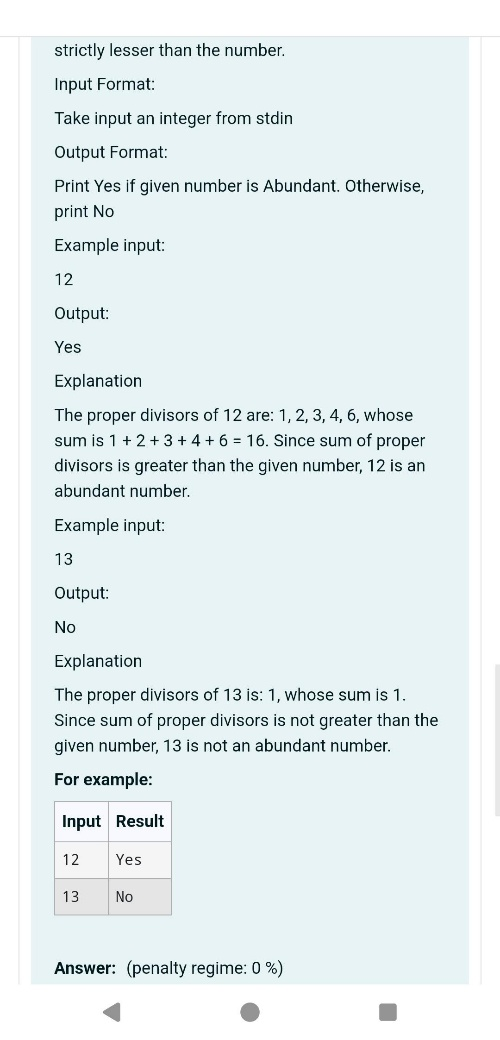 strictly lesser than the number.
Input Format:
Take input an integer from stdin
Output Format:
Print Yes if given number is Abundant. Otherwise,
print No
Example input:
12
Output:
Yes
Explanation
The proper divisors of 12 are: 1, 2, 3, 4, 6, whose
sum is 1 + 2 + 3 + 4 + 6 = 16. Since sum of proper
divisors is greater than the given number, 12 is an
abundant number.
Example input:
13
Output:
No
Explanation
The proper divisors of 13 is: 1, whose sum is 1.
Since sum of proper divisors is not greater than the
given number, 13 is not an abundant number.
For example:
Input Result
12 Yes
13 No
Answer: (penalty regime: 0 %)